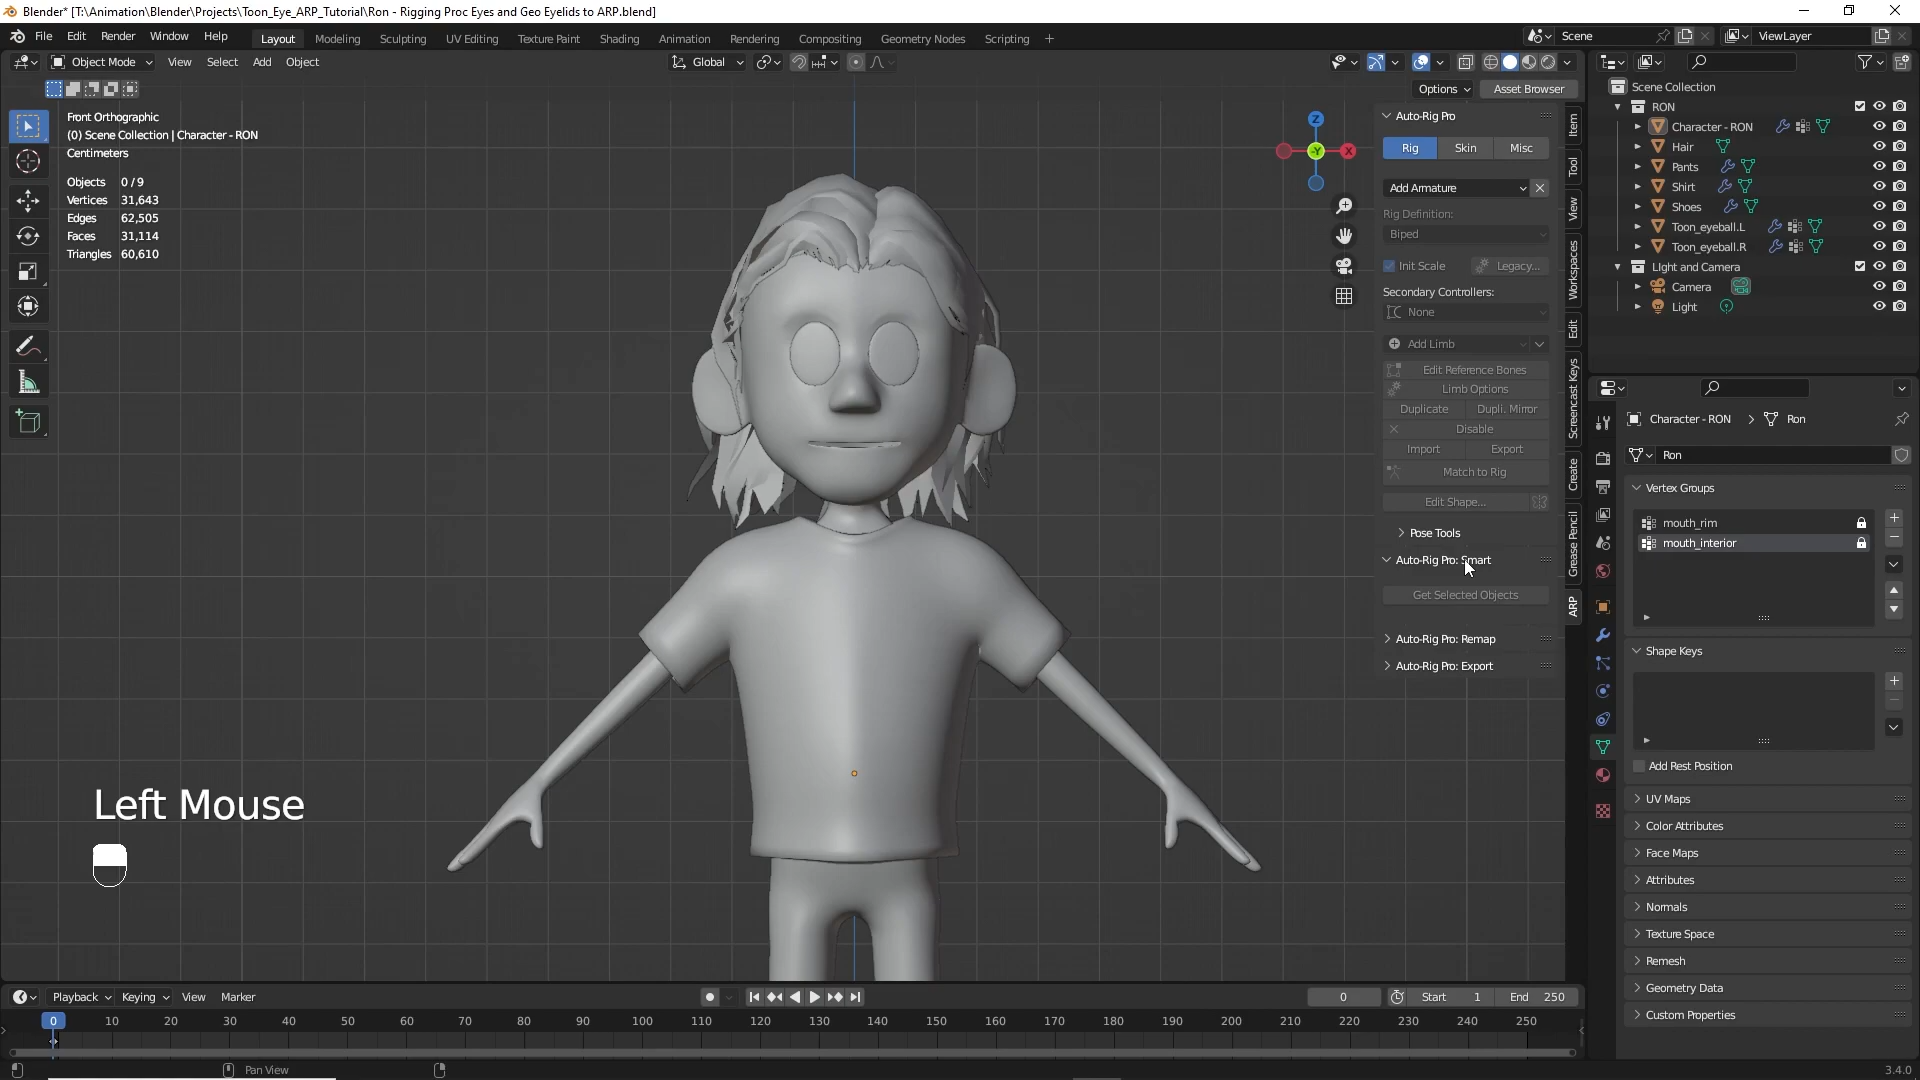 Blender* [T:\Animation\Blender\Projects\Toon_Eye_ARP_Tutorial\Ron - Rigging Proc Eyes and Geo Eyelids to ARP.blend]
File Edit Render Window Help Layout Modeling Sculpting UV Editing Texture Paint Shading Animation Rendering Compositing Geometry Nodes Scripting + Scene ViewLayer
Object Mode View Select Add Object Global
Options Asset Browser
Front Orthographic
(0) Scene Collection | Character - RON
Centimeters
Objects 0/9
Vertices 31,643
Edges 62,505
Faces 31,114
Triangles 60,610
Z
Y
X
Auto-Rig Pro
Rig Skin Misc
Add Armature
Rig Definition:
Biped
Init Scale Legacy...
Secondary Controllers:
None
Add Limb
Edit Reference Bones
Limb Options
Duplicate Dupli. Mirror
Disable
Import Export
Match to Rig
Edit Shape...
Pose Tools
Auto-Rig Pro: Smart
Get Selected Objects
Auto-Rig Pro: Remap
Auto-Rig Pro: Export
Item
Tool
View
Workspaces
Edit
Screencast Keys
Create
Grease Pencil
ARP
Scene Collection
RON
Character - RON
Hair
Pants
Shirt
Shoes
Toon_eyeball.L
Toon_eyeball.R
LIght and Camera
Camera
Light
Character - RON > Ron
Ron
Vertex Groups
mouth_rim
mouth_interior
Shape Keys
Add Rest Position
UV Maps
Color Attributes
Face Maps
Attributes
Normals
Texture Space
Remesh
Geometry Data
Custom Properties
Left Mouse
Playback Keying View Marker 0 Start 1 End 250
0 10 20 30 40 50 60 70 80 90 100 110 120 130 140 150 160 170 180 190 200 210 220 230 240 250
Pan View 3.4.0